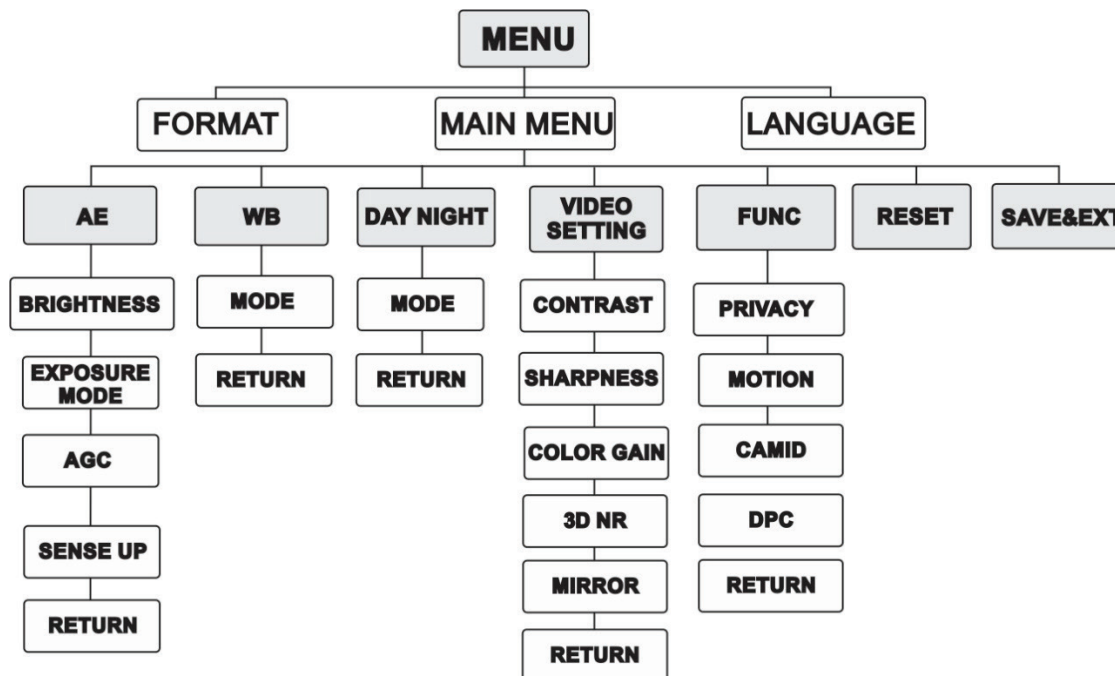 MENU
FORMAT
MAIN MENU
LANGUAGE
AE
WB
DAY NIGHT
VIDEO
SETTING
FUNC
RESET
SAVE&EXT
BRIGHTNESS
EXPOSURE
MODE
AGC
SENSE UP
RETURN
MODE
RETURN
MODE
RETURN
CONTRAST
SHARPNESS
COLOR GAIN
3D NR
MIRROR
RETURN
PRIVACY
MOTION
CAMID
DPC
RETURN